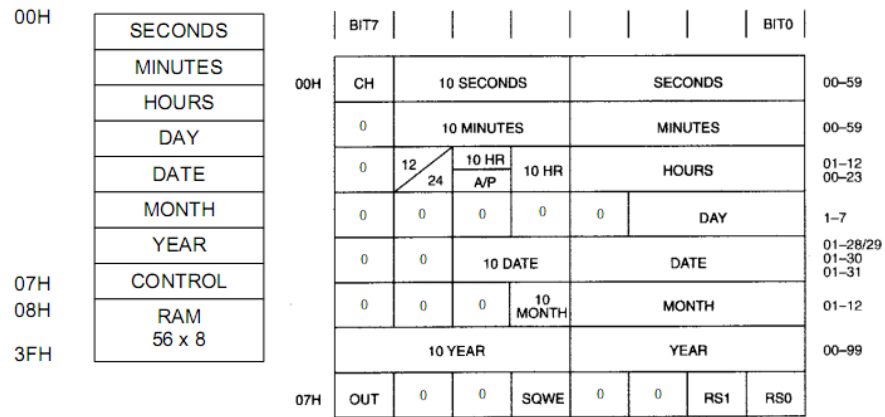 00H
SECONDS
MINUTES
HOURS
DAY
DATE
MONTH
YEAR
07H
CONTROL
08H
RAM
56 x 8
3FH
BIT7
BIT0
00H
CH
10 SECONDS
SECONDS
00–59
0
10 MINUTES
MINUTES
00–59
0
12
24
10 HR
A/P
10 HR
HOURS
01–12
00–23
0
0
0
0
0
DAY
1–7
0
0
10 DATE
DATE
01–28/29
01–30
01–31
0
0
0
10
MONTH
MONTH
01–12
10 YEAR
YEAR
00–99
07H
OUT
0
0
SQWE
0
0
RS1
RS0